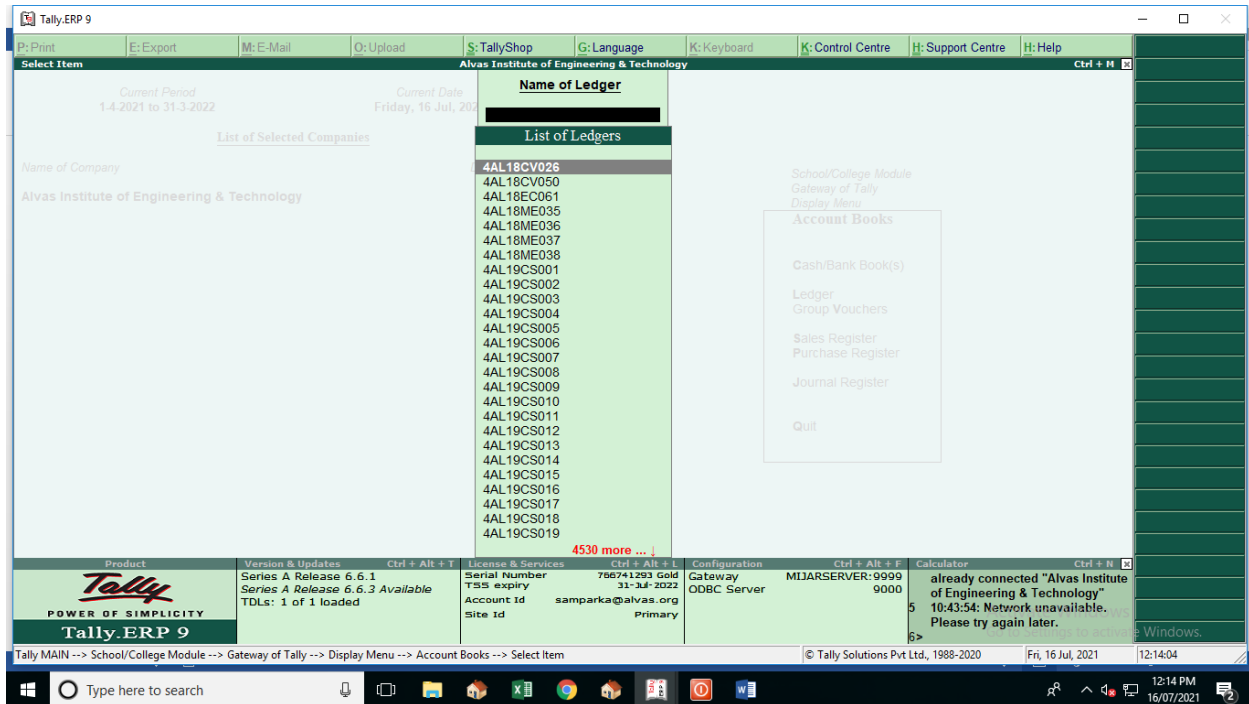 Tally.ERP 9
P: Print E: Export M: E-Mail O: Upload S: TallyShop G: Language K: Keyboard K: Control Centre H: Support Centre H: Help
Select Item Alvas Institute of Engineering & Technology Ctrl + M
Current Period Current Date
1-4-2021 to 31-3-2022 Friday, 16 Jul, 202
List of Selected Companies
Name of Company
Alvas Institute of Engineering & Technology
Name of Ledger
List of Ledgers
4AL18CV026
4AL18CV050
4AL18EC061
4AL18ME035
4AL18ME036
4AL18ME037
4AL18ME038
4AL19CS001
4AL19CS002
4AL19CS003
4AL19CS004
4AL19CS005
4AL19CS006
4AL19CS007
4AL19CS008
4AL19CS009
4AL19CS010
4AL19CS011
4AL19CS012
4AL19CS013
4AL19CS014
4AL19CS015
4AL19CS016
4AL19CS017
4AL19CS018
4AL19CS019
4530 more ... ↓
School/College Module
Gateway of Tally
Display Menu
Account Books
Cash/Bank Book(s)
Ledger
Group Vouchers
Sales Register
Purchase Register
Journal Register
Quit
Product
Tally
POWER OF SIMPLICITY
Tally.ERP 9
Version & Updates Ctrl + Alt + T
Series A Release 6.6.1
Series A Release 6.6.3 Available
TDLs: 1 of 1 loaded
License & Services Ctrl + Alt + L
Serial Number 766741293 Gold
TSS expiry 31-Jul-2022
Account Id samparka@alvas.org
Site Id Primary
Configuration Ctrl + Alt + F
Gateway MIJARSERVER:9999
ODBC Server 9000
Calculator Ctrl + N
already connected "Alvas Institute
of Engineering & Technology"
5 10:43:54: Network unavailable.
Please try again later.
6>
Go to Settings to activate Windows.
Tally MAIN --> School/College Module --> Gateway of Tally --> Display Menu --> Account Books --> Select Item © Tally Solutions Pvt Ltd., 1988-2020 Fri, 16 Jul, 2021 12:14:04
Type here to search
12:14 PM
16/07/2021
2